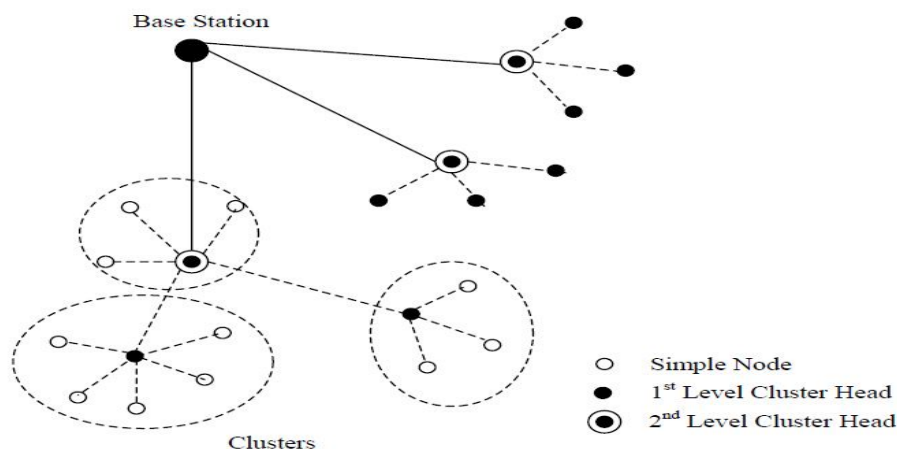 Base Station
Simple Node
1st Level Cluster Head
2nd Level Cluster Head
Clusters